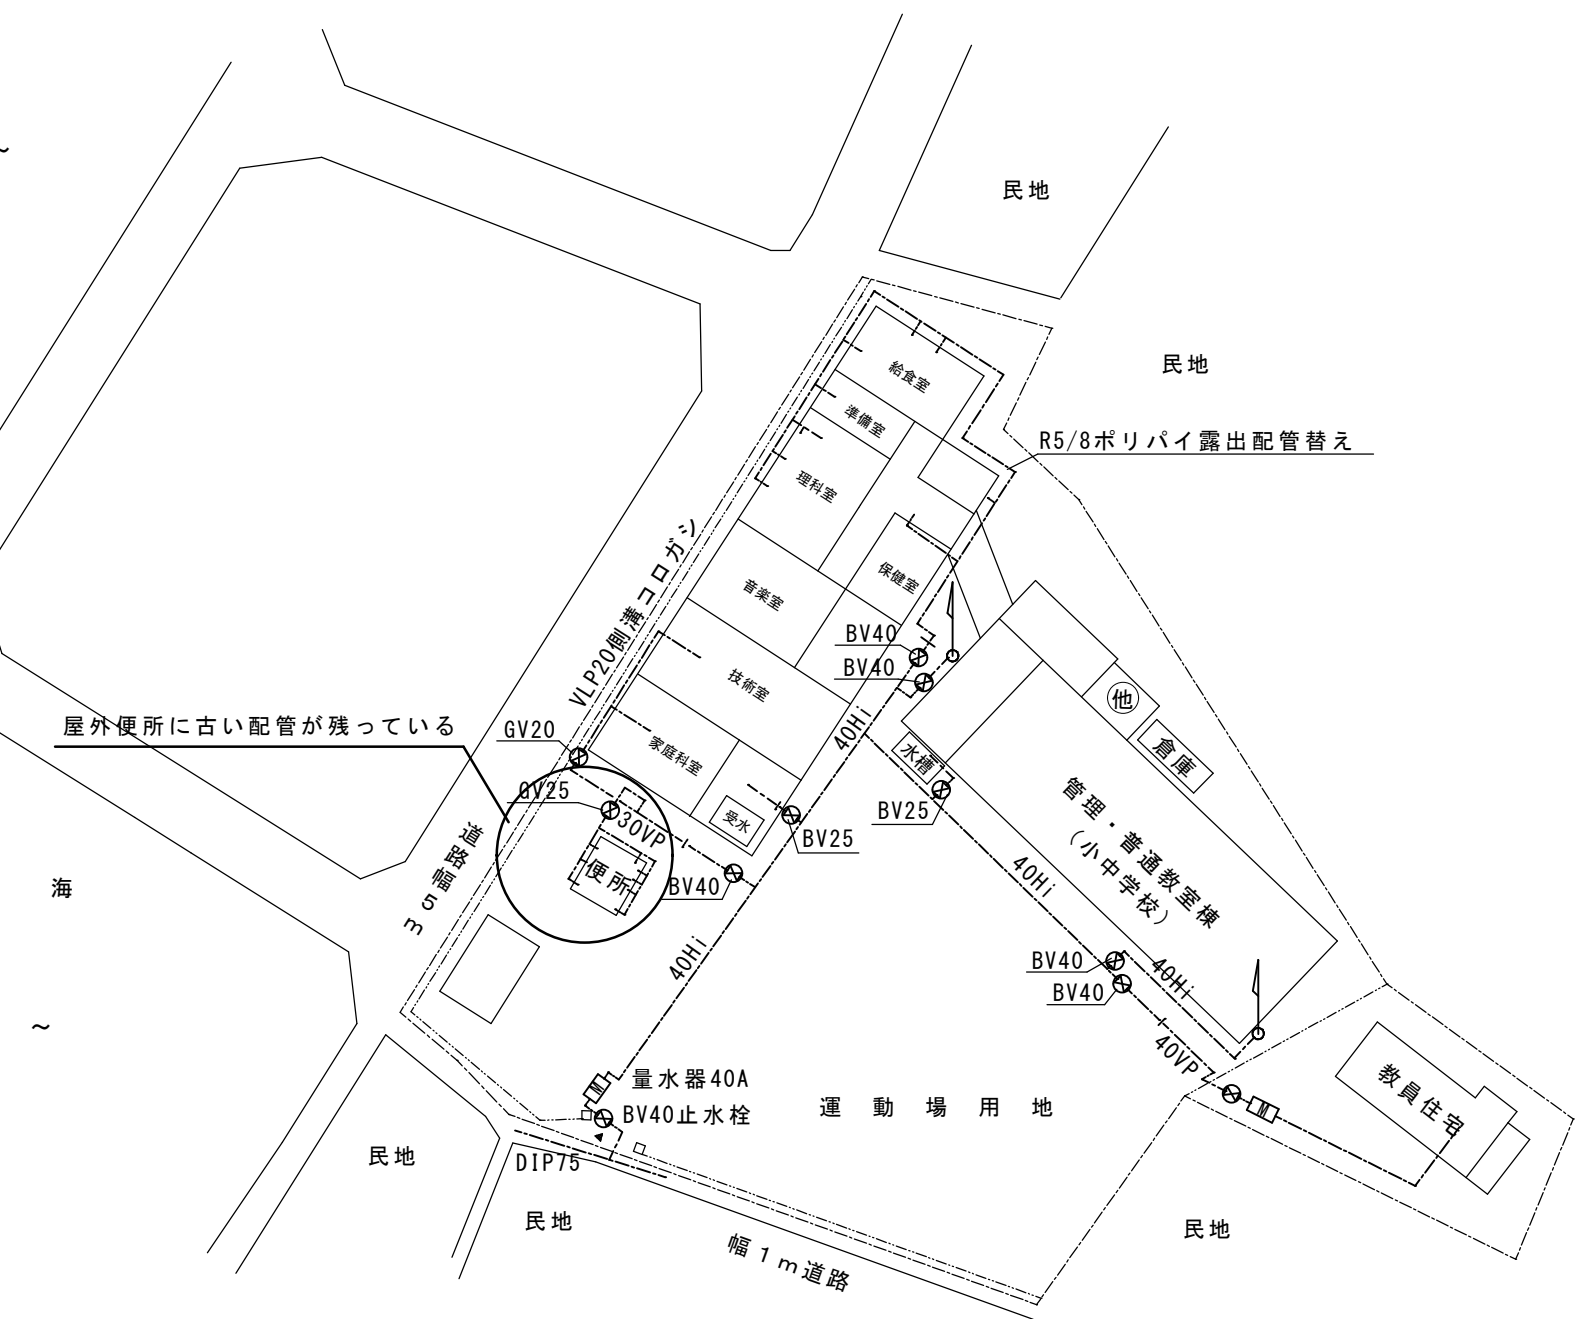 民地
民地
R5/8ポリパイ露出配管替え
給食室
準備室
理科室
VLP20側溝コロガシ
音楽室
保健室
BV40
BV40
技術室
他
倉庫
屋外便所に古い配管が残っている
GV20
家庭科室
40Hi
水槽
GV25
受水
BV25
BV25
管理・普通教室棟
(小中学校)
30VP
道路幅5m
便所
BV40
40Hi
海
40Hi
BV40
40Hi
BV40
40VP
量水器40A
M
BV40止水栓
運動場用地
M
教員住宅
民地
DIP75
民地
民地
幅1m道路
~
~